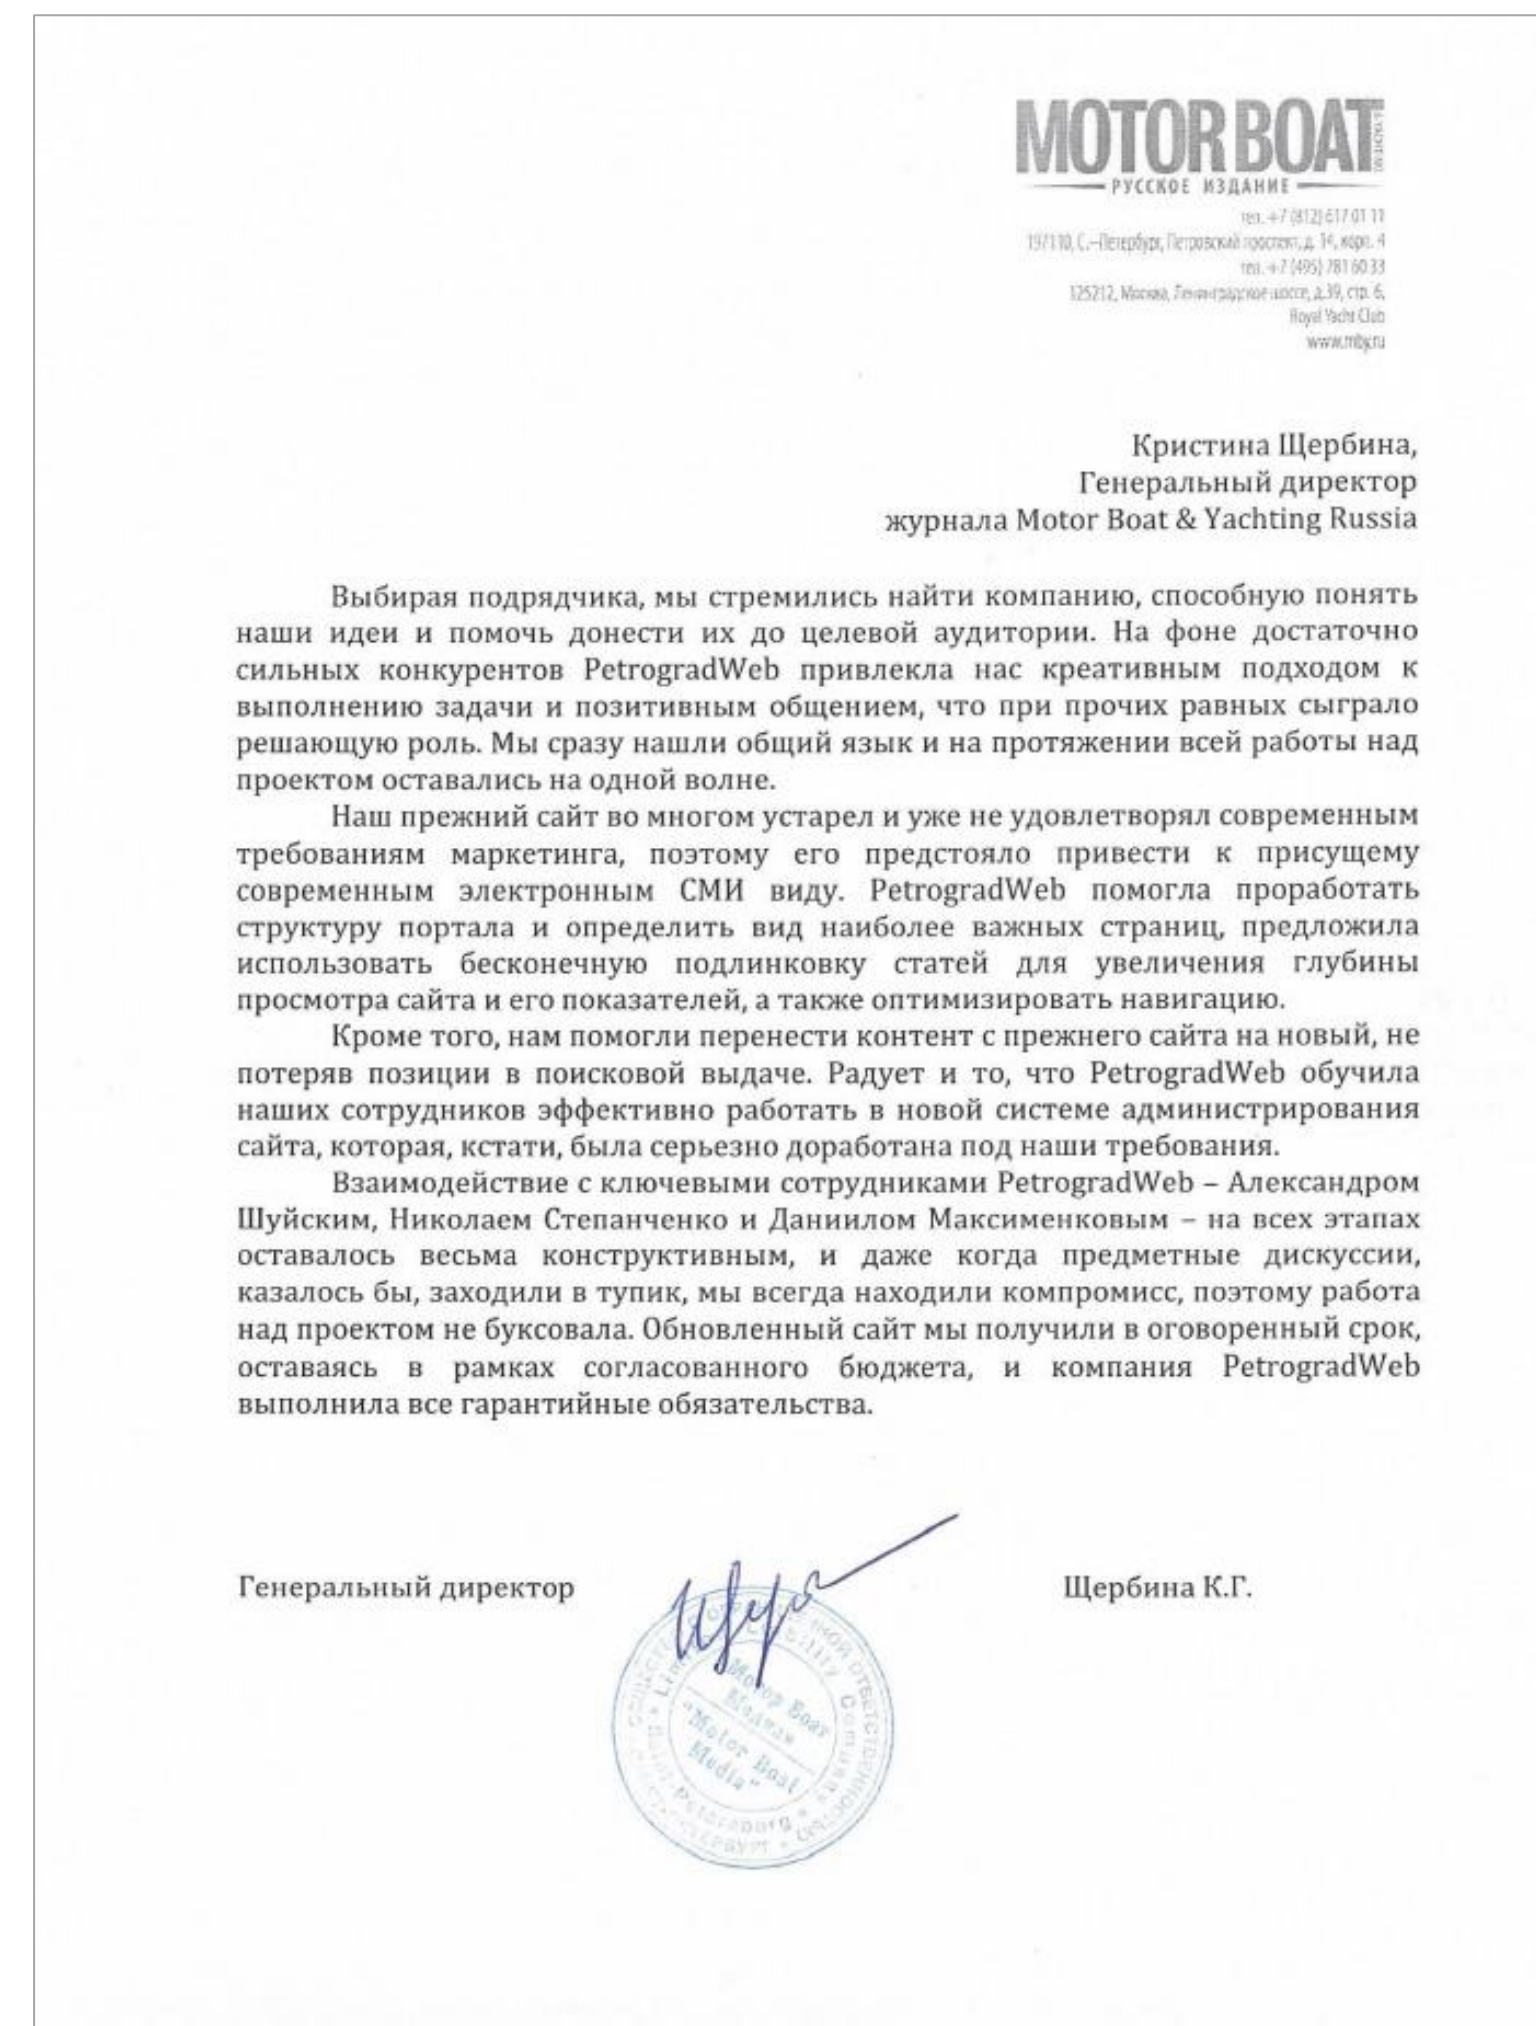 MOTOR BOAT
& YACHTING
РУССКОЕ ИЗДАНИЕ
тел. +7 (812) 617 01 11
197110, С.–Петербург, Петровский проспект, д. 14, корп. 4
тел. +7 (495) 781 60 33
125212, Москва, Ленинградское шоссе, д.39, стр. 6,
Royal Yacht Club
www.mby.ru
Кристина Щербина,
Генеральный директор
журнала Motor Boat & Yachting Russia
Выбирая подрядчика, мы стремились найти компанию, способную понять
наши идеи и помочь донести их до целевой аудитории. На фоне достаточно
сильных конкурентов PetrogradWeb привлекла нас креативным подходом к
выполнению задачи и позитивным общением, что при прочих равных сыграло
решающую роль. Мы сразу нашли общий язык и на протяжении всей работы над
проектом оставались на одной волне.
Наш прежний сайт во многом устарел и уже не удовлетворял современным
требованиям маркетинга, поэтому его предстояло привести к присущему
современным электронным СМИ виду. PetrogradWeb помогла проработать
структуру портала и определить вид наиболее важных страниц, предложила
использовать бесконечную подлинковку статей для увеличения глубины
просмотра сайта и его показателей, а также оптимизировать навигацию.
Кроме того, нам помогли перенести контент с прежнего сайта на новый, не
потеряв позиции в поисковой выдаче. Радует и то, что PetrogradWeb обучила
наших сотрудников эффективно работать в новой системе администрирования
сайта, которая, кстати, была серьезно доработана под наши требования.
Взаимодействие с ключевыми сотрудниками PetrogradWeb – Александром
Шуйским, Николаем Степанченко и Даниилом Максименковым – на всех этапах
оставалось весьма конструктивным, и даже когда предметные дискуссии,
казалось бы, заходили в тупик, мы всегда находили компромисс, поэтому работа
над проектом не буксовала. Обновленный сайт мы получили в оговоренный срок,
оставаясь в рамках согласованного бюджета, и компания PetrogradWeb
выполнила все гарантийные обязательства.
Генеральный директор Щербина К.Г.
ОТВЕТСТВЕННОСТЬЮ
Company
Мотор Боат
Медиа"
"Motor Boat
Media"